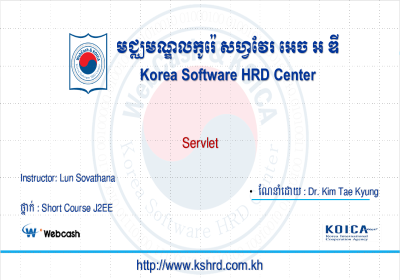 មជ្ឈមណ្ឌលកូរ៉េ សហ្វវែរ អេច អ ឌី
Korea Software HRD Center
Servlet
Instructor: Lun Sovathana
• ណែនាំដោយ : Dr. Kim Tae Kyung
ថ្នាក់ : Short Course J2EE
Webcash
KOICA
Korea International
Cooperation Agency
http://www.kshrd.com.kh